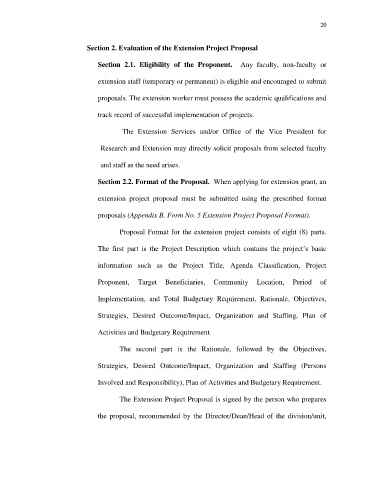 20
Section 2. Evaluation of the Extension Project Proposal
Section 2.1. Eligibility of the Proponent. Any faculty, non-faculty or
extension staff (temporary or permanent) is eligible and encouraged to submit
proposals. The extension worker must possess the academic qualifications and
track record of successful implementation of projects.
The Extension Services and/or Office of the Vice President for
Research and Extension may directly solicit proposals from selected faculty
and staff as the need arises.
Section 2.2. Format of the Proposal. When applying for extension grant, an
extension project proposal must be submitted using the prescribed format
proposals (Appendix B. Form No. 5 Extension Project Proposal Format).
Proposal Format for the extension project consists of eight (8) parts.
The first part is the Project Description which contains the project's basic
information such as the Project Title, Agenda Classification, Project
Proponent, Target Beneficiaries, Community Location, Period of
Implementation, and Total Budgetary Requirement, Rationale, Objectives,
Strategies, Desired Outcome/Impact, Organization and Staffing, Plan of
Activities and Budgetary Requirement.
The second part is the Rationale, followed by the Objectives,
Strategies, Desired Outcome/Impact, Organization and Staffing (Persons
Involved and Responsibility), Plan of Activities and Budgetary Requirement.
The Extension Project Proposal is signed by the person who prepares
the proposal, recommended by the Director/Dean/Head of the division/unit,